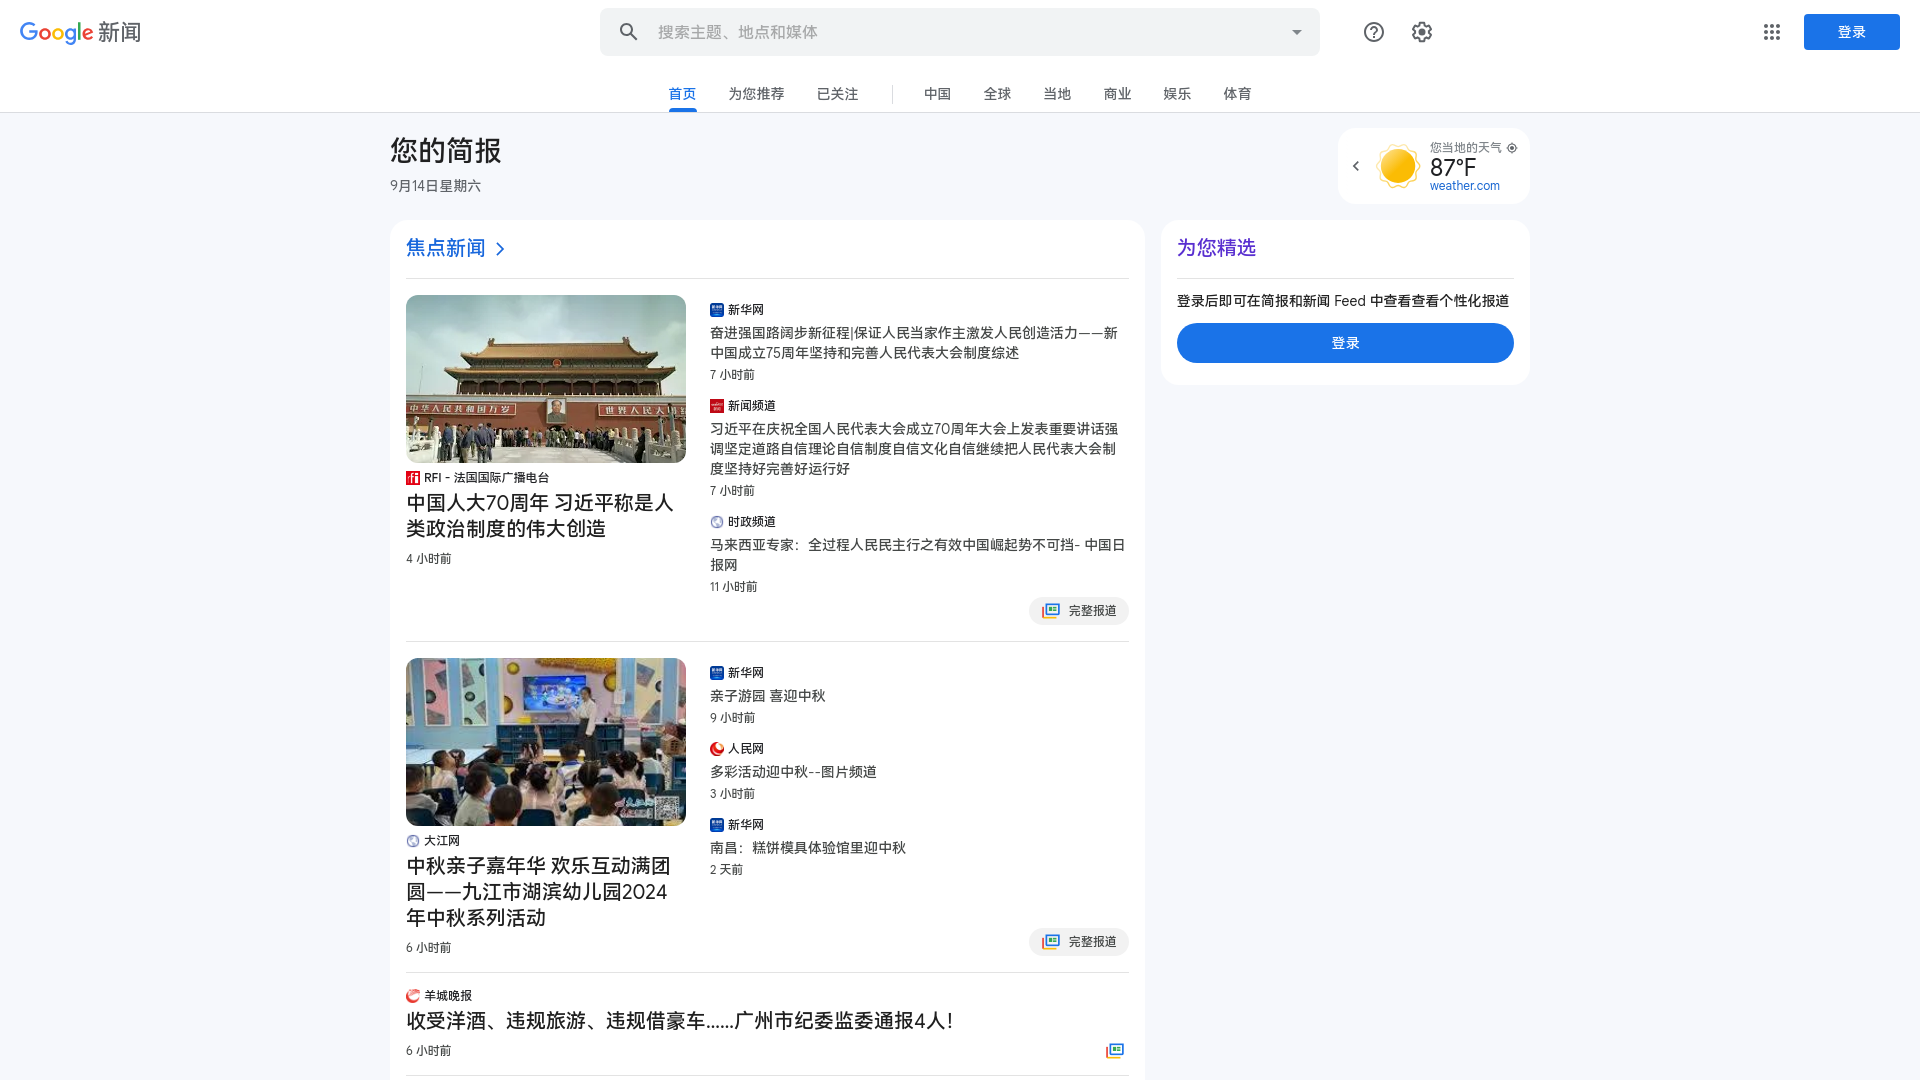 Google 新闻
搜索主题、地点和媒体
登录
首页
为您推荐
已关注
中国
全球
当地
商业
娱乐
体育
您的简报
9月14日星期六
您当地的天气
87°F
weather.com
焦点新闻
中华人民共和国万岁
RFI - 法国国际广播电台
中国人大70周年 习近平称是人
类政治制度的伟大创造
4 小时前
新华网
奋进强国路阔步新征程|保证人民当家作主激发人民创造活力——新
中国成立75周年坚持和完善人民代表大会制度综述
7 小时前
新闻频道
习近平在庆祝全国人民代表大会成立70周年大会上发表重要讲话强
调坚定道路自信理论自信制度自信文化自信继续把人民代表大会制
度坚持好完善好运行好
7 小时前
时政频道
马来西亚专家：全过程人民民主行之有效中国崛起势不可挡- 中国日
报网
11 小时前
完整报道
大江网
中秋亲子嘉年华 欢乐互动满团
圆——九江市湖滨幼儿园2024
年中秋系列活动
6 小时前
新华网
亲子游园 喜迎中秋
9 小时前
人民网
多彩活动迎中秋--图片频道
3 小时前
新华网
南昌：糕饼模具体验馆里迎中秋
2 天前
完整报道
羊城晚报
收受洋酒、违规旅游、违规借豪车……广州市纪委监委通报4人！
6 小时前
为您精选
登录后即可在简报和新闻 Feed 中查看查看个性化报道
登录